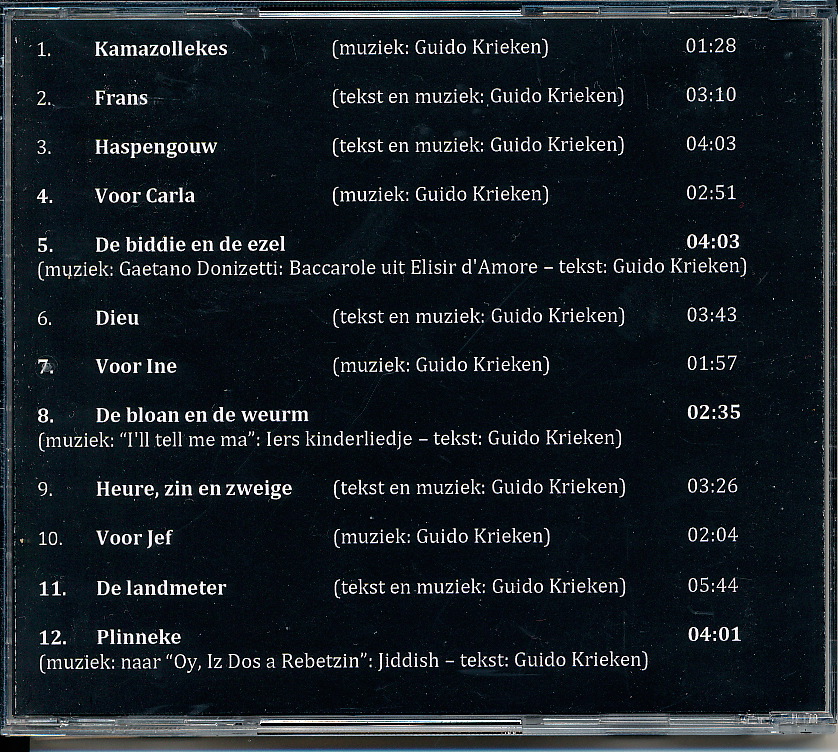 1. Kamazollekes (muziek: Guido Krieken) 01:28
2. Frans (tekst en muziek: Guido Krieken) 03:10
3. Haspengouw (tekst en muziek: Guido Krieken) 04:03
4. Voor Carla (muziek: Guido Krieken) 02:51
5. De biddie en de ezel 04:03
(muziek: Gaetano Donizetti: Baccarole uit Elisir d'Amore – tekst: Guido Krieken)
6. Dieu (tekst en muziek: Guido Krieken) 03:43
7. Voor Ine (muziek: Guido Krieken) 01:57
8. De bloan en de weurm 02:35
(muziek: “I'll tell me ma”: Iers kinderliedje – tekst: Guido Krieken)
9. Heure, zin en zweige (tekst en muziek: Guido Krieken) 03:26
10. Voor Jef (muziek: Guido Krieken) 02:04
11. De landmeter (tekst en muziek: Guido Krieken) 05:44
12. Plinneke 04:01
(muziek: naar “Oy, Iz Dos a Rebetzin”: Jiddish – tekst: Guido Krieken)